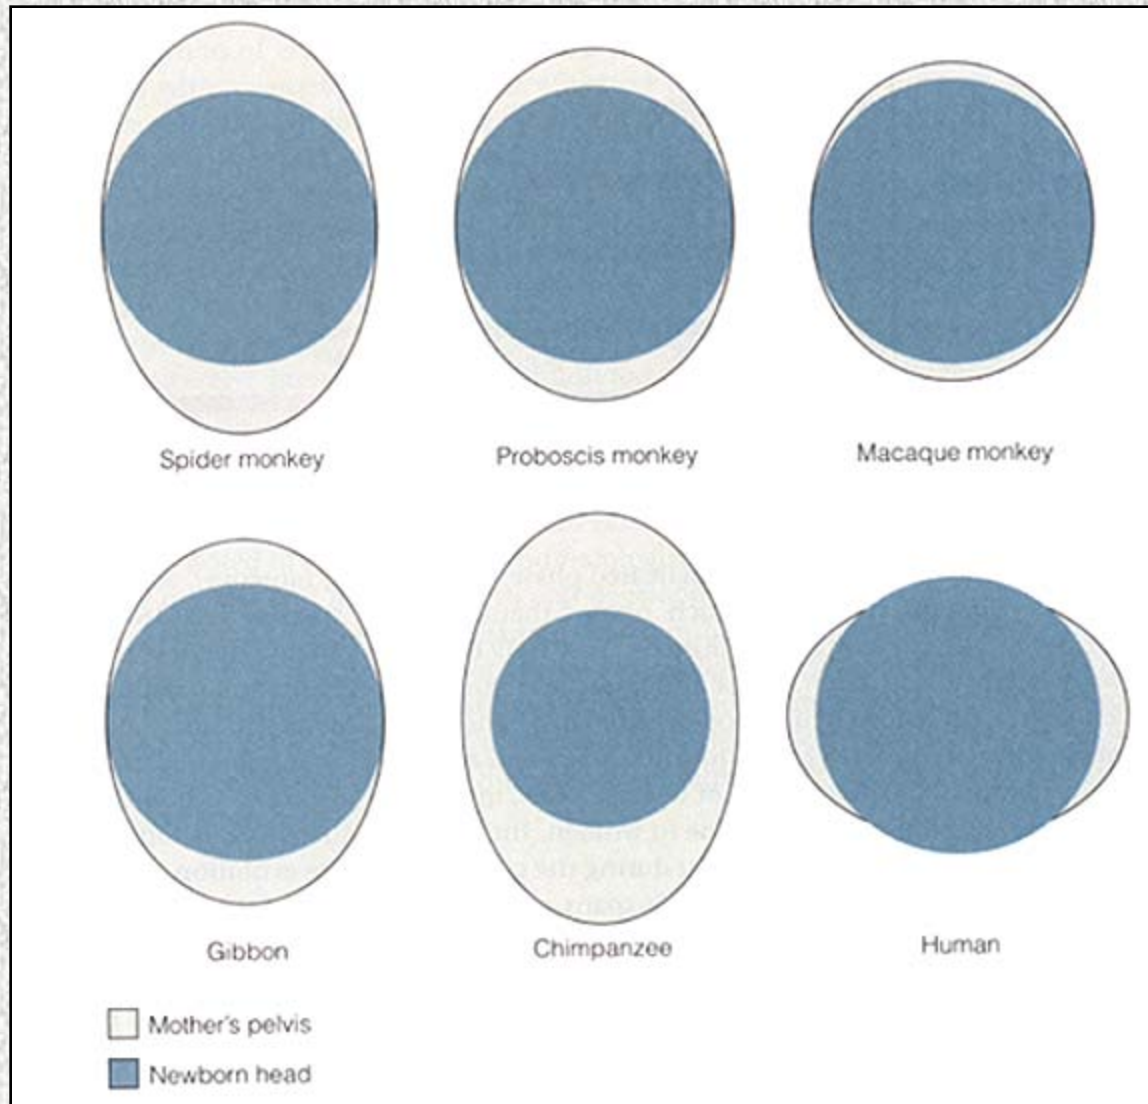 Spider monkey
Proboscis monkey
Macaque monkey
Gibbon
Chimpanzee
Human
Mother's pelvis
Newborn head